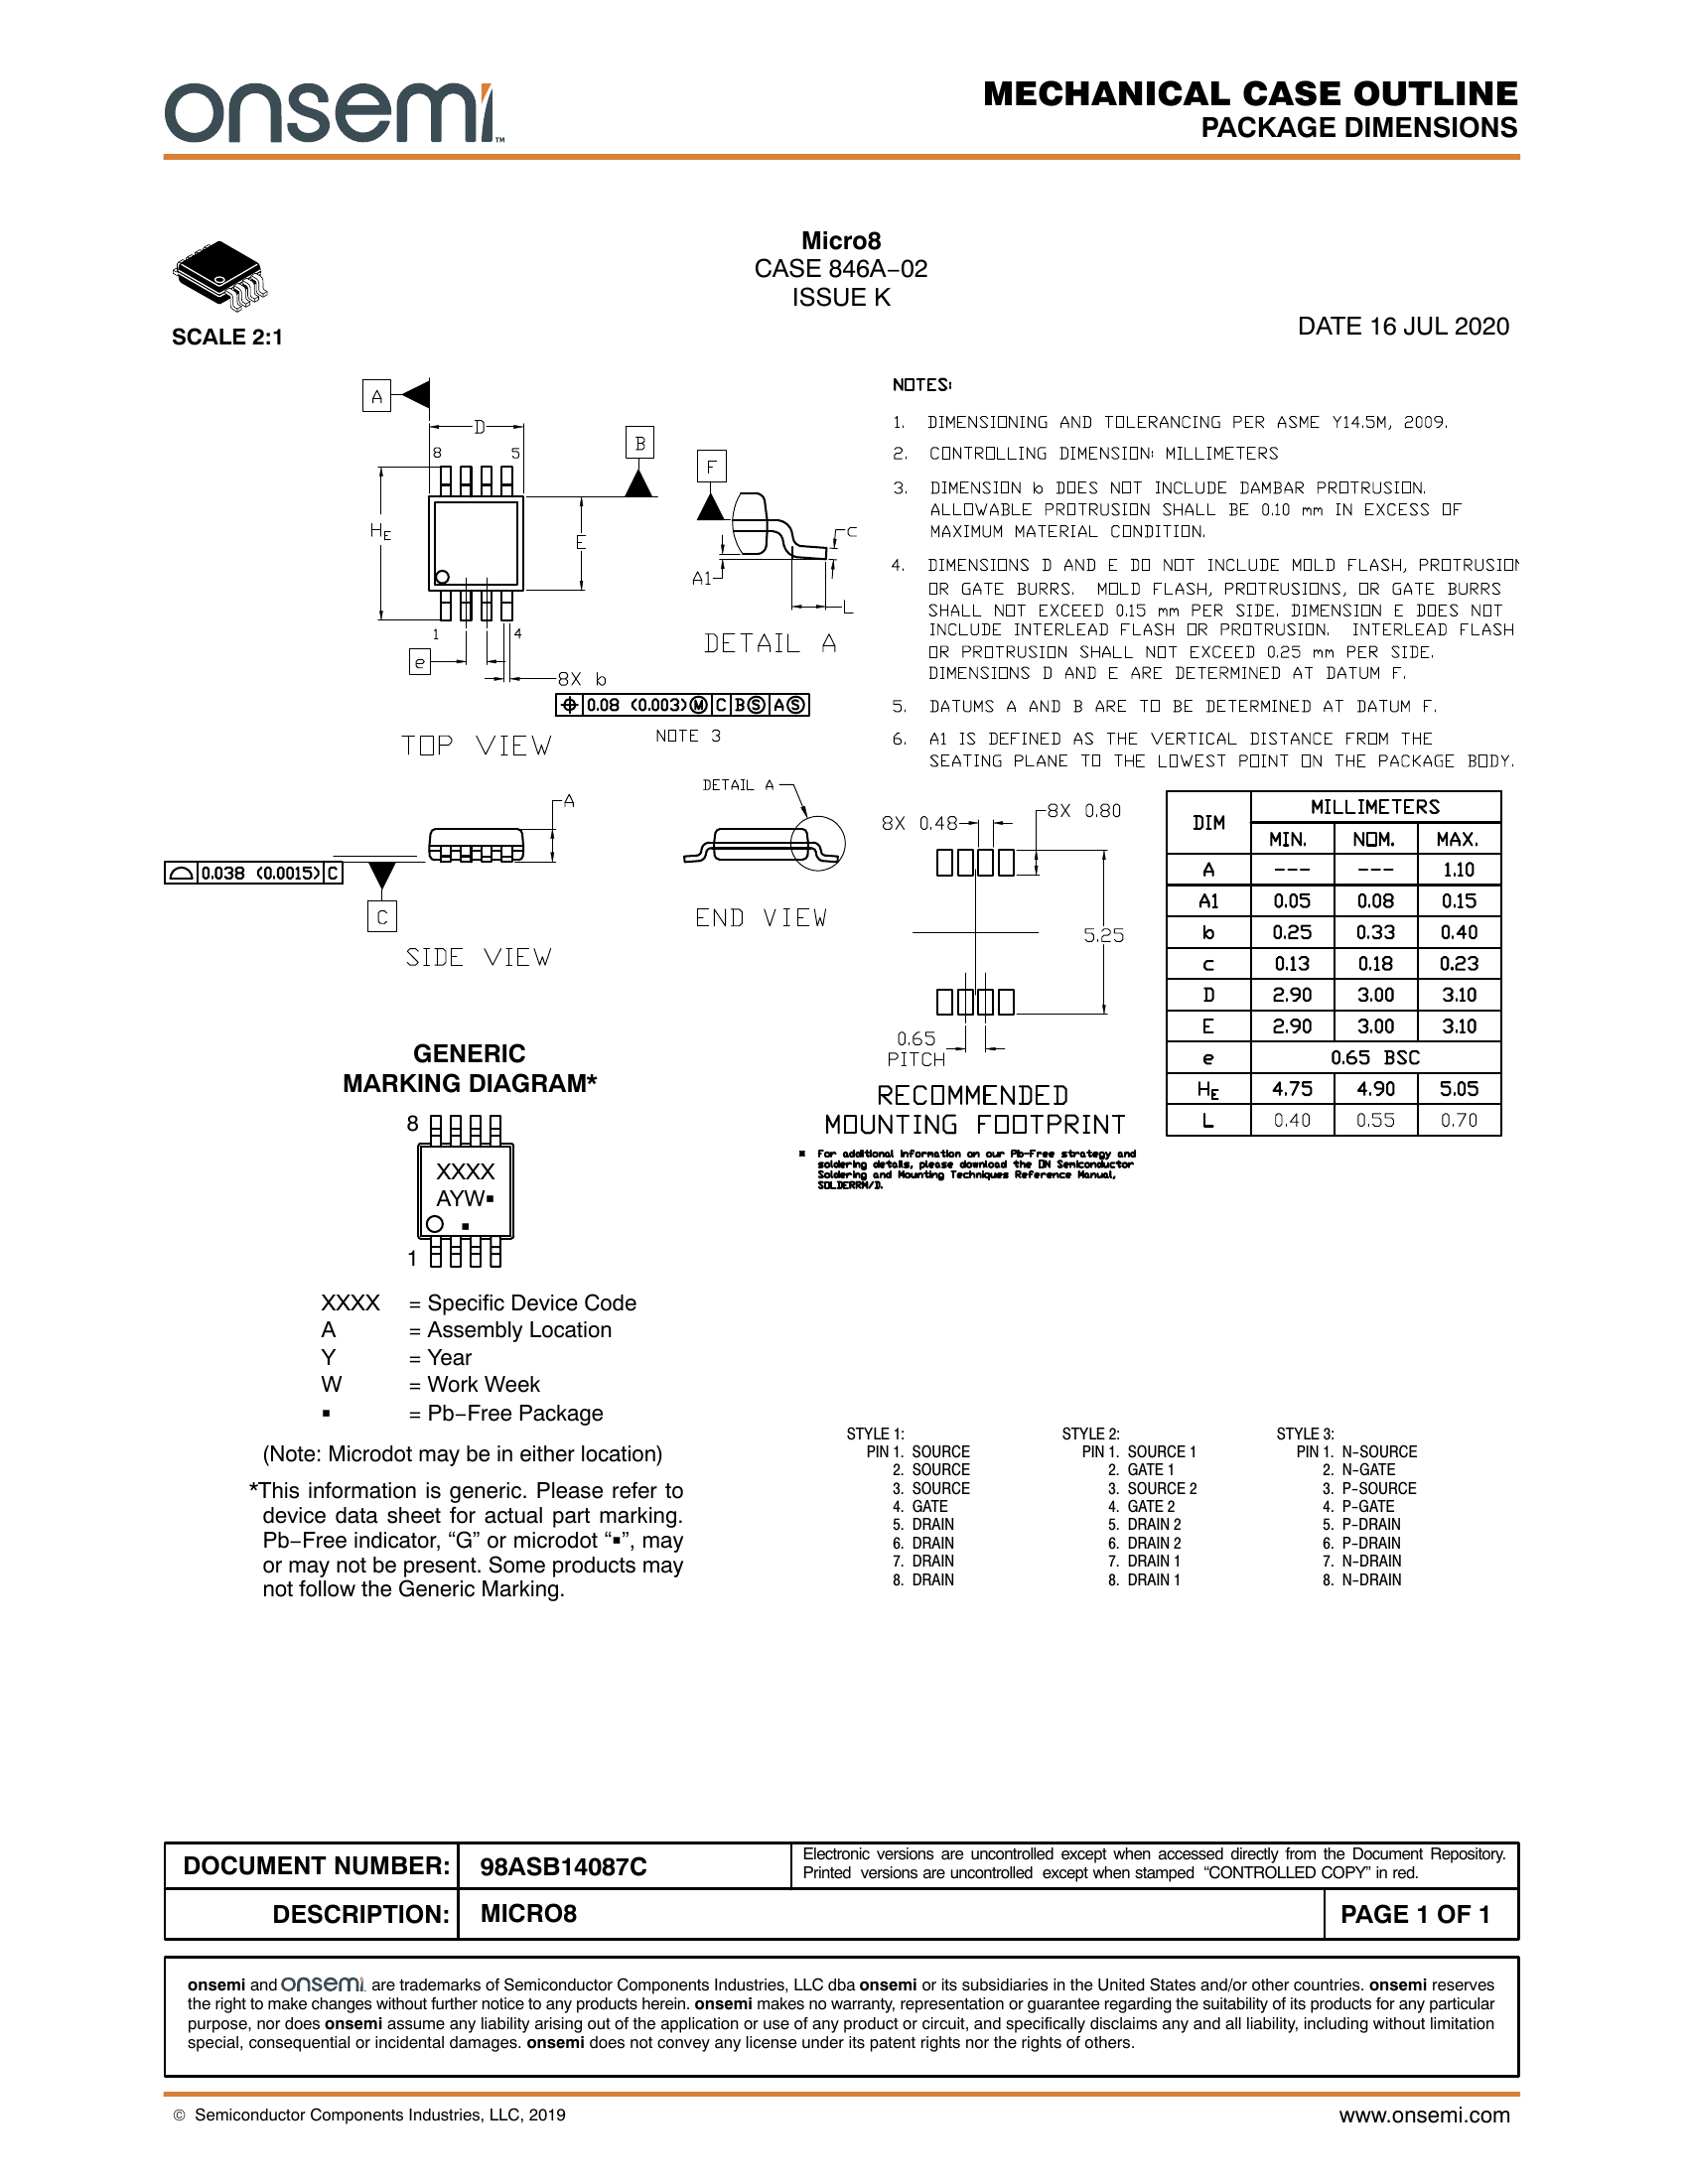 onsemi™
MECHANICAL CASE OUTLINE
PACKAGE DIMENSIONS
Micro8
CASE 846A−02
ISSUE K
DATE 16 JUL 2020
SCALE 2:1
A
D
8 5
B
HE
E
1 4
e
8X b
0.08 (0.003) M C B S A S
NOTE 3
TOP VIEW
F
C
A1
L
DETAIL A
NOTES:
1. DIMENSIONING AND TOLERANCING PER ASME Y14.5M, 2009.
2. CONTROLLING DIMENSION: MILLIMETERS
3. DIMENSION b DOES NOT INCLUDE DAMBAR PROTRUSION.
ALLOWABLE PROTRUSION SHALL BE 0.10 mm IN EXCESS OF
MAXIMUM MATERIAL CONDITION.
4. DIMENSIONS D AND E DO NOT INCLUDE MOLD FLASH, PROTRUSION
OR GATE BURRS. MOLD FLASH, PROTRUSIONS, OR GATE BURRS
SHALL NOT EXCEED 0.15 mm PER SIDE. DIMENSION E DOES NOT
INCLUDE INTERLEAD FLASH OR PROTRUSION. INTERLEAD FLASH
OR PROTRUSION SHALL NOT EXCEED 0.25 mm PER SIDE.
DIMENSIONS D AND E ARE DETERMINED AT DATUM F.
5. DATUMS A AND B ARE TO BE DETERMINED AT DATUM F.
6. A1 IS DEFINED AS THE VERTICAL DISTANCE FROM THE
SEATING PLANE TO THE LOWEST POINT ON THE PACKAGE BODY.
A
0.038 (0.0015) C
C
SIDE VIEW
DETAIL A
END VIEW
8X 0.48
8X 0.80
5.25
0.65
PITCH
RECOMMENDED
MOUNTING FOOTPRINT
▪ For additional information on our Pb-Free strategy and
soldering details, please download the ON Semiconductor
Soldering and Mounting Techniques Reference Manual,
SOLDERRM/D.
DIM MILLIMETERS
MIN. NOM. MAX.
A --- --- 1.10
A1 0.05 0.08 0.15
b 0.25 0.33 0.40
c 0.13 0.18 0.23
D 2.90 3.00 3.10
E 2.90 3.00 3.10
e 0.65 BSC
HE 4.75 4.90 5.05
L 0.40 0.55 0.70
GENERIC
MARKING DIAGRAM*
8
XXXX
AYW▪
▪
1
XXXX = Specific Device Code
A = Assembly Location
Y = Year
W = Work Week
▪ = Pb−Free Package
(Note: Microdot may be in either location)
*This information is generic. Please refer to
device data sheet for actual part marking.
Pb−Free indicator, “G” or microdot “▪”, may
or may not be present. Some products may
not follow the Generic Marking.
STYLE 1:
PIN 1. SOURCE
2. SOURCE
3. SOURCE
4. GATE
5. DRAIN
6. DRAIN
7. DRAIN
8. DRAIN
STYLE 2:
PIN 1. SOURCE 1
2. GATE 1
3. SOURCE 2
4. GATE 2
5. DRAIN 2
6. DRAIN 2
7. DRAIN 1
8. DRAIN 1
STYLE 3:
PIN 1. N-SOURCE
2. N-GATE
3. P-SOURCE
4. P-GATE
5. P-DRAIN
6. P-DRAIN
7. N-DRAIN
8. N-DRAIN
DOCUMENT NUMBER: 98ASB14087C
Electronic versions are uncontrolled except when accessed directly from the Document Repository.
Printed versions are uncontrolled except when stamped “CONTROLLED COPY” in red.
DESCRIPTION: MICRO8 PAGE 1 OF 1
onsemi and onsemi are trademarks of Semiconductor Components Industries, LLC dba onsemi or its subsidiaries in the United States and/or other countries. onsemi reserves
the right to make changes without further notice to any products herein. onsemi makes no warranty, representation or guarantee regarding the suitability of its products for any particular
purpose, nor does onsemi assume any liability arising out of the application or use of any product or circuit, and specifically disclaims any and all liability, including without limitation
special, consequential or incidental damages. onsemi does not convey any license under its patent rights nor the rights of others.
© Semiconductor Components Industries, LLC, 2019
www.onsemi.com